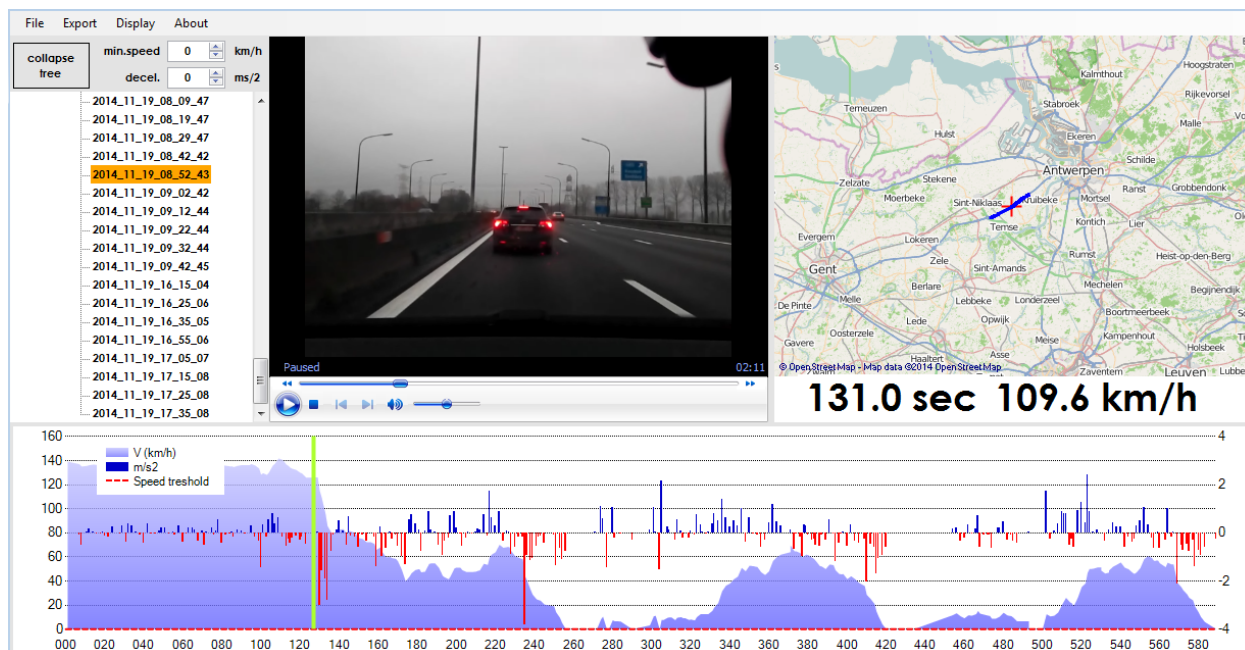 File Export Display About
collapse tree
min.speed 0 km/h
decel. 0 ms/2
2014_11_19_08_09_47
2014_11_19_08_19_47
2014_11_19_08_29_47
2014_11_19_08_42_42
2014_11_19_08_52_43
2014_11_19_09_02_42
2014_11_19_09_12_44
2014_11_19_09_22_44
2014_11_19_09_32_44
2014_11_19_09_42_45
2014_11_19_16_15_04
2014_11_19_16_25_06
2014_11_19_16_35_05
2014_11_19_16_55_06
2014_11_19_17_05_07
2014_11_19_17_15_08
2014_11_19_17_25_08
2014_11_19_17_35_08
Paused 02:11
Kalmthout
Hoogstraten
Rijkevorsel
Terneuzen
Stabroek
Malle
Hulst
Ekeren
Schilde
Stekene
Antwerpen
Zelzate
Ranst
Grobbendonk
Moerbeke
Sint-Niklaas
Kruibeke
Mortsel
Temse
Kontich
Lier
Evergem
Lokeren
Zele
Rumst
Heist-op-den-Berg
Gent
Sint-Amands
Berlare
Mechelen
Begijnendijk
De Pinte
Melle
Lebbeke
Londerzeel
Boortmeerbeek
Lede
Opwijk
Oosterzele
Meise
Kampenhout
Gavere
Asse
Holsbeek
Haaltert
Zaventem
Leuven
Lubbe
© OpenStreetMap - Map data ©2014 OpenStreetMap
131.0 sec 109.6 km/h
V (km/h)
m/s2
Speed treshold
160
140
120
100
80
60
40
20
0
4
2
0
-2
-4
000 020 040 060 080 100 120 140 160 180 200 220 240 260 280 300 320 340 360 380 400 420 440 460 480 500 520 540 560 580